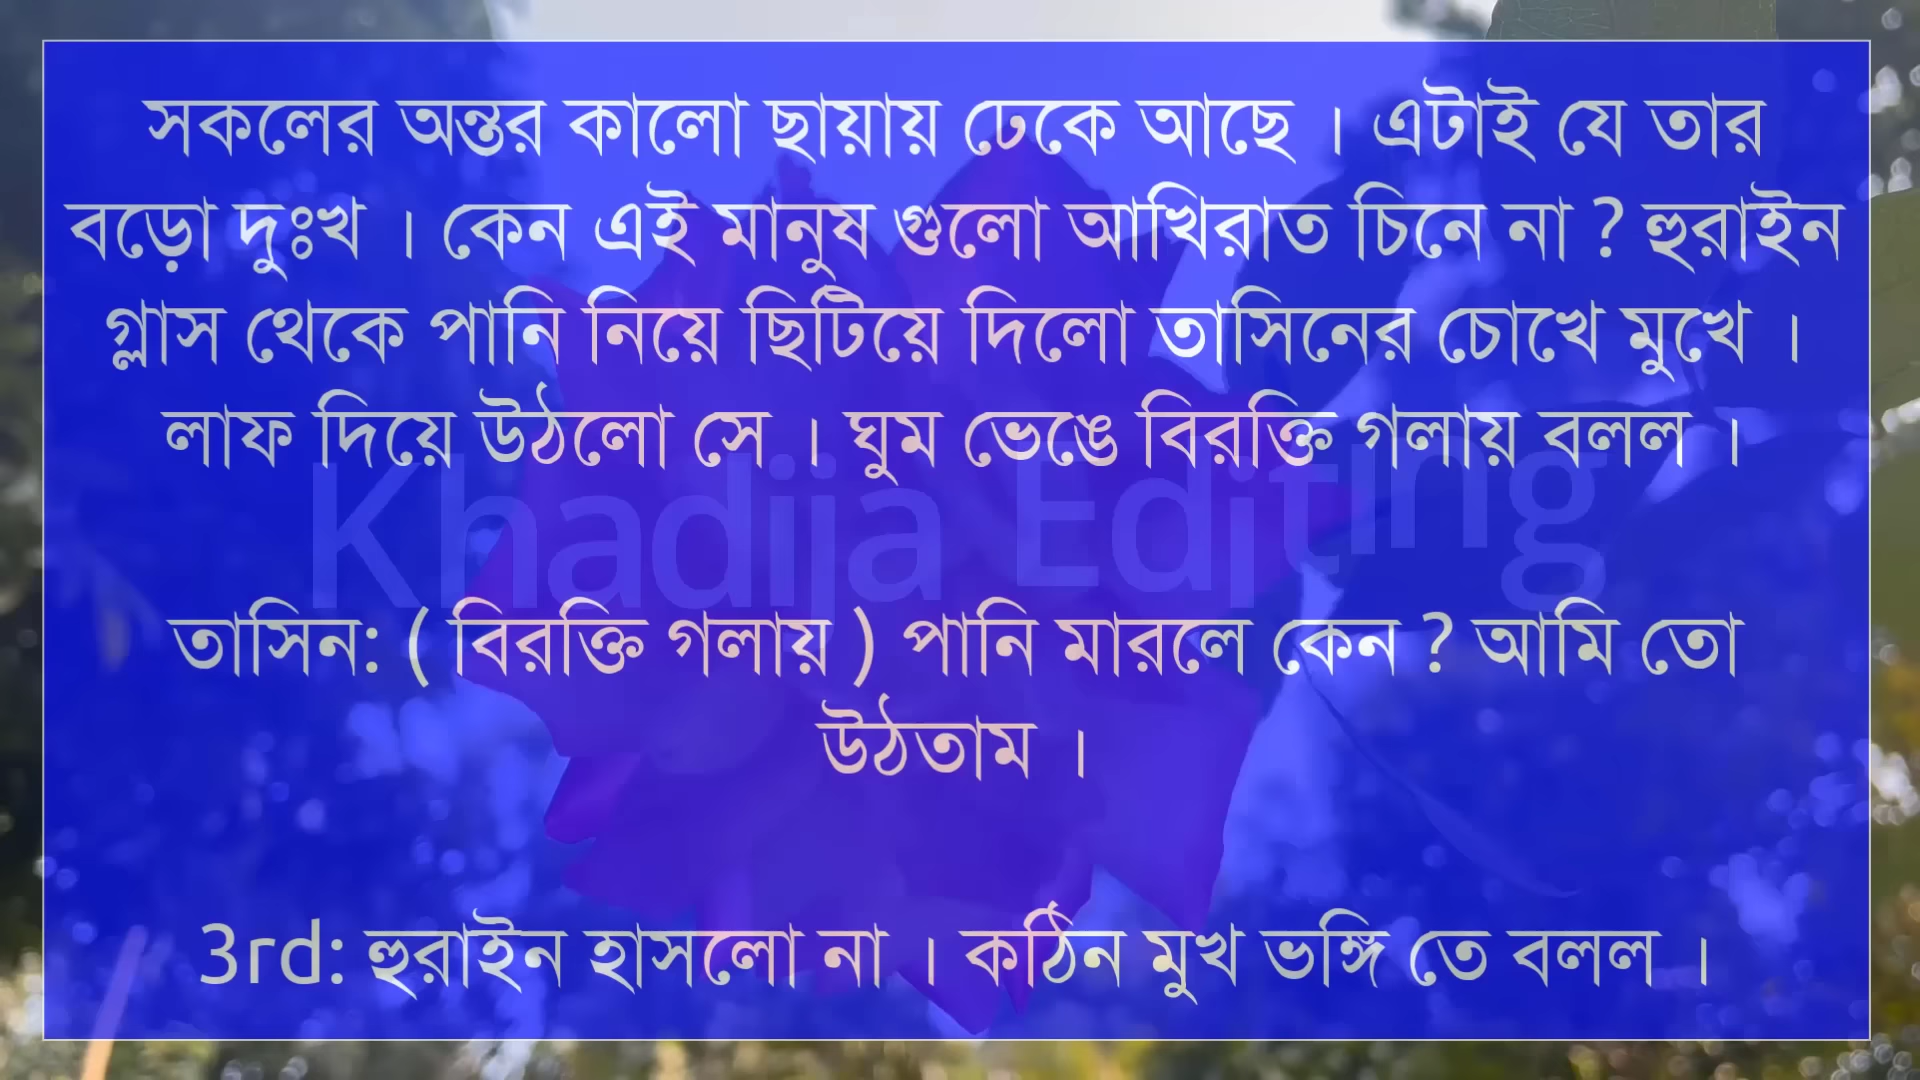 সকলের অন্তর কালো ছায়ায় ঢেকে আছে । এটাই যে তার
বড়ো দুঃখ । কেন এই মানুষ গুলো আখিরাত চিনে না ? হুরাইন
গ্লাস থেকে পানি নিয়ে ছিটিয়ে দিলো তাসিনের চোখে মুখে ।
লাফ দিয়ে উঠলো সে । ঘুম ভেঙে বিরক্তি গলায় বলল ।
Khadija Editing
তাসিন: ( বিরক্তি গলায় ) পানি মারলে কেন ? আমি তো
উঠতাম ।
3rd: হুরাইন হাসলো না । কঠিন মুখ ভঙ্গি তে বলল ।